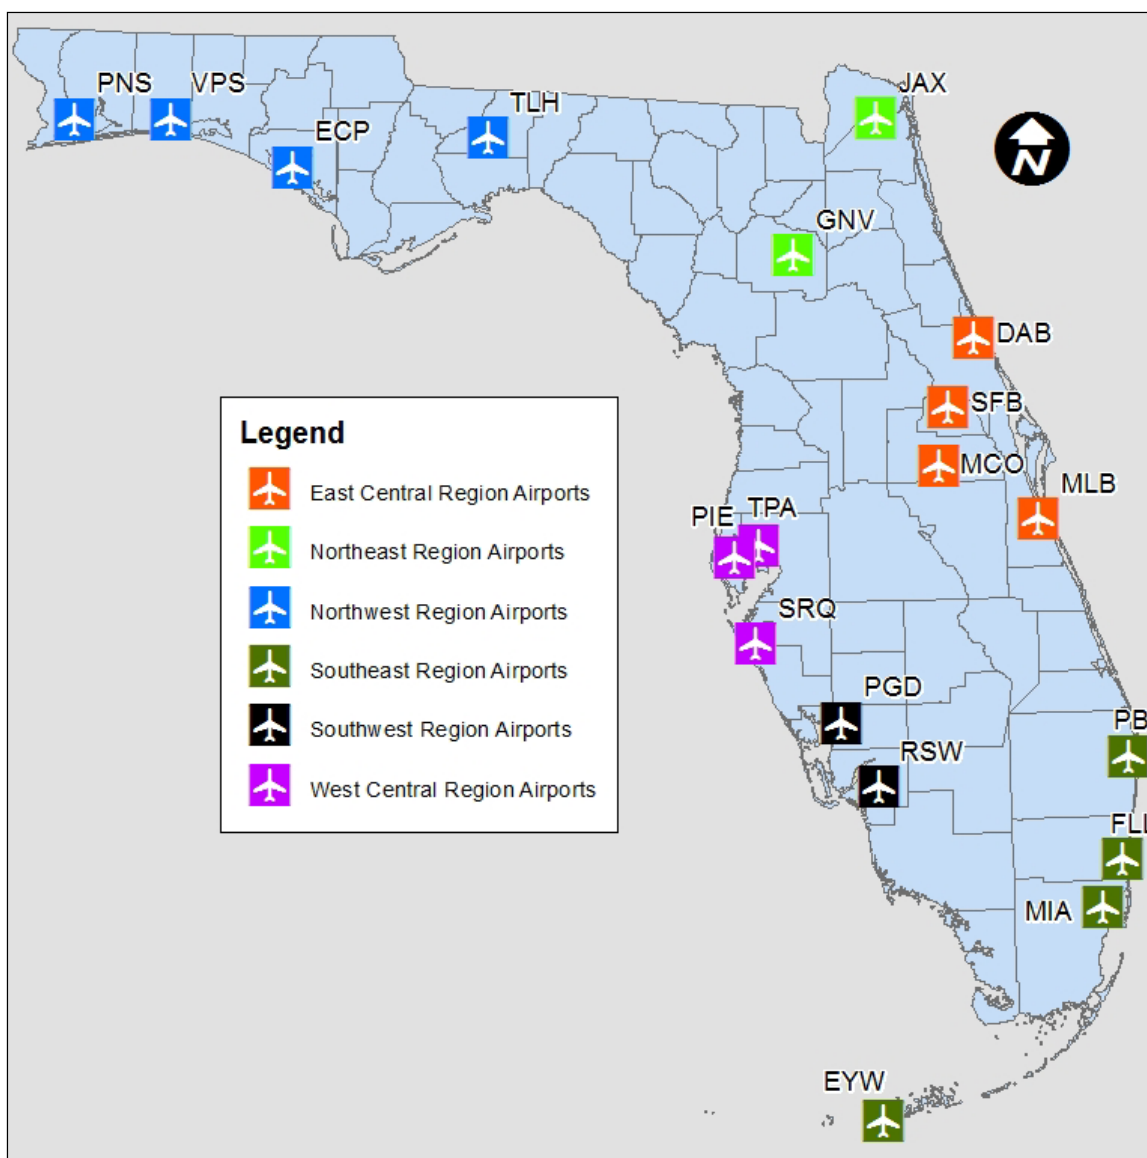 PNS
VPS
ECP
TLH
JAX
N
GNV
DAB
SFB
MCO
MLB
PIE
TPA
SRQ
PGD
RSW
PB
FLL
MIA
EYW
Legend
East Central Region Airports
Northeast Region Airports
Northwest Region Airports
Southeast Region Airports
Southwest Region Airports
West Central Region Airports